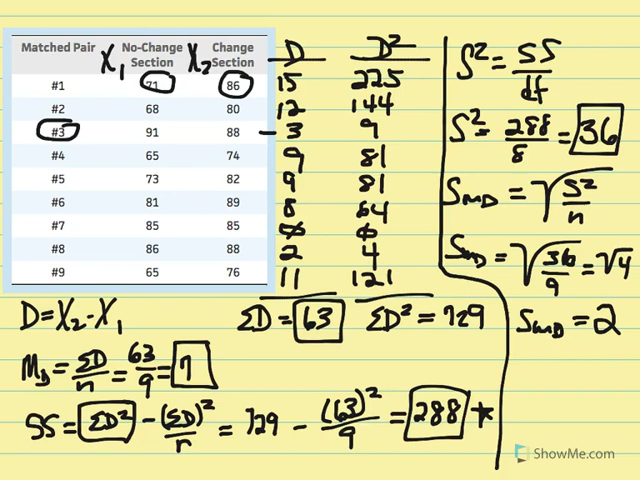 Matched Pair X₁ No-Change Section X₂ Change Section D D²
#1 71 86 15 225
#2 68 80 12 144
#3 91 88 -3 9
#4 65 74 9 81
#5 73 82 9 81
#6 81 89 8 64
#7 85 85 0 0
#8 86 88 2 4
#9 65 76 11 121
D = X₂ - X₁ ΣD = 63 ΣD² = 729
M_D = ΣD/n = 63/9 = 7
SS = ΣD² - (ΣD)²/n = 729 - (63)²/9 = 288 *
S² = SS/df
S² = 288/8 = 36
S_MD = √(S²/n)
S_MD = √(36/9) = √4
S_MD = 2
ShowMe.com